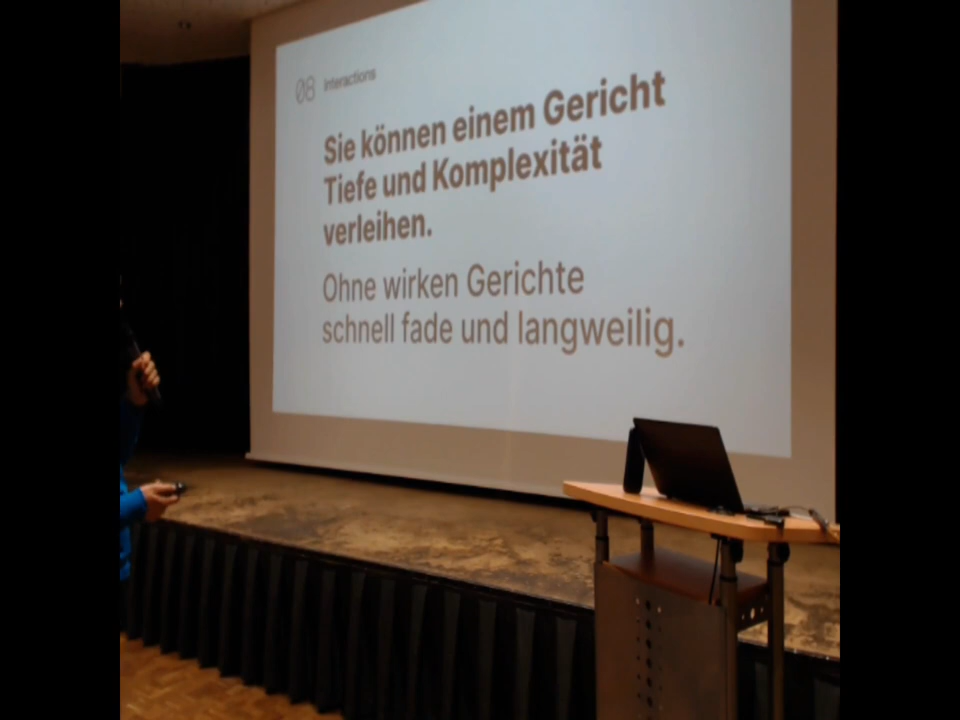 08 Interactions
Sie können einem Gericht
Tiefe und Komplexität
verleihen.
Ohne wirken Gerichte
schnell fade und langweilig.